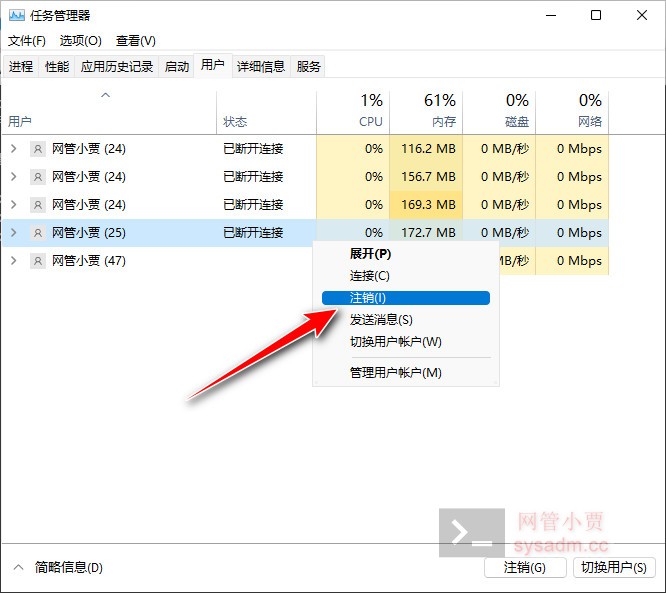 任务管理器
文件(F) 选项(O) 查看(V)
进程 性能 应用历史记录 启动 用户 详细信息 服务
1% 61% 0% 0%
用户 状态 CPU 内存 磁盘 网络
网管小贾 (24) 已断开连接 0% 116.2 MB 0 MB/秒 0 Mbps
网管小贾 (24) 已断开连接 0% 156.7 MB 0 MB/秒 0 Mbps
网管小贾 (24) 已断开连接 0% 169.3 MB 0 MB/秒 0 Mbps
网管小贾 (25) 已断开连接 0% 172.7 MB 0 MB/秒 0 Mbps
网管小贾 (47) MB/秒 0 Mbps
展开(P)
连接(C)
注销(I)
发送消息(S)
切换用户帐户(W)
管理用户帐户(M)
网管小贾
sysadm.cc
简略信息(D) 注销(G) 切换用户(S)